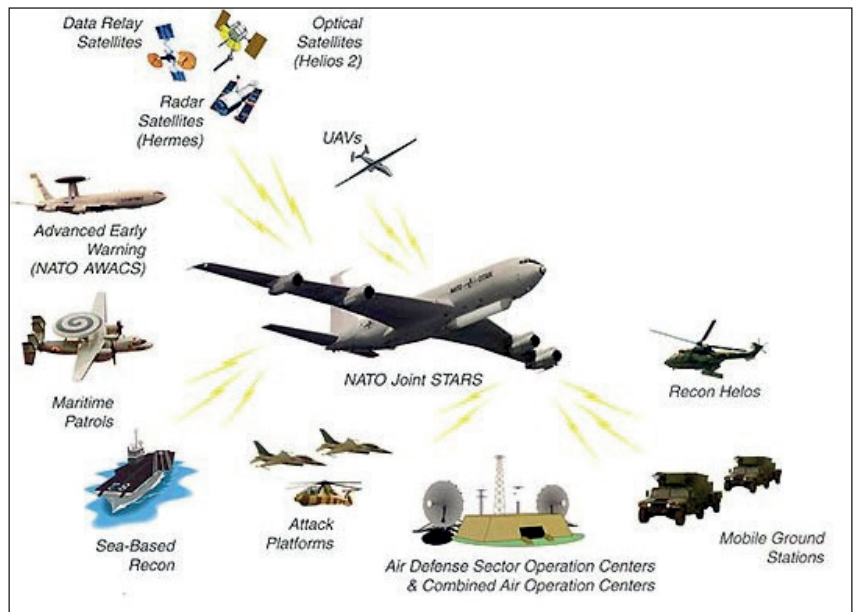 Data Relay
Satellites
Optical
Satellites
(Helios 2)
Radar
Satellites
(Hermes)
UAVs
Advanced Early
Warning
(NATO AWACS)
NATO Joint STARS
Maritime
Patrols
Recon Helos
Sea-Based
Recon
Attack
Platforms
Air Defense Sector Operation Centers
& Combined Air Operation Centers
Mobile Ground
Stations